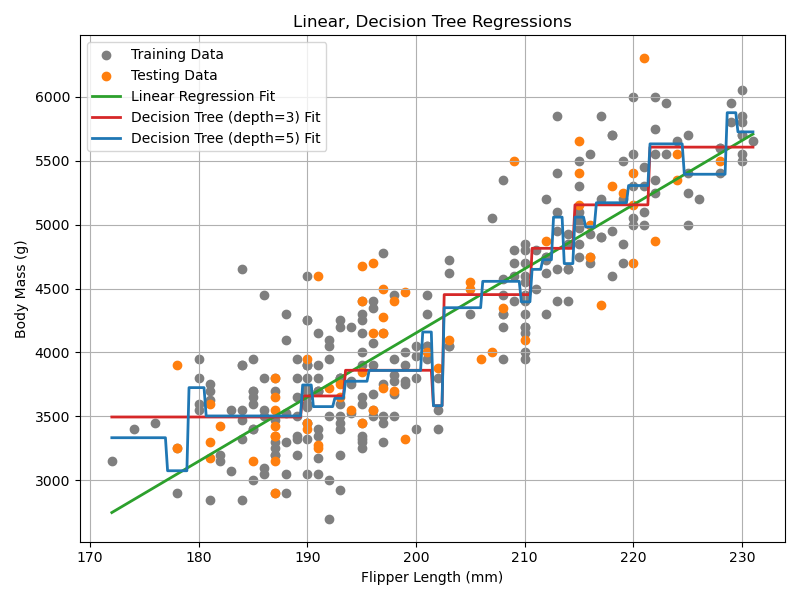 Linear, Decision Tree Regressions
Training Data
Testing Data
Linear Regression Fit
Decision Tree (depth=3) Fit
Decision Tree (depth=5) Fit
6000
5500
5000
4500
4000
3500
3000
Body Mass (g)
170 180 190 200 210 220 230
Flipper Length (mm)